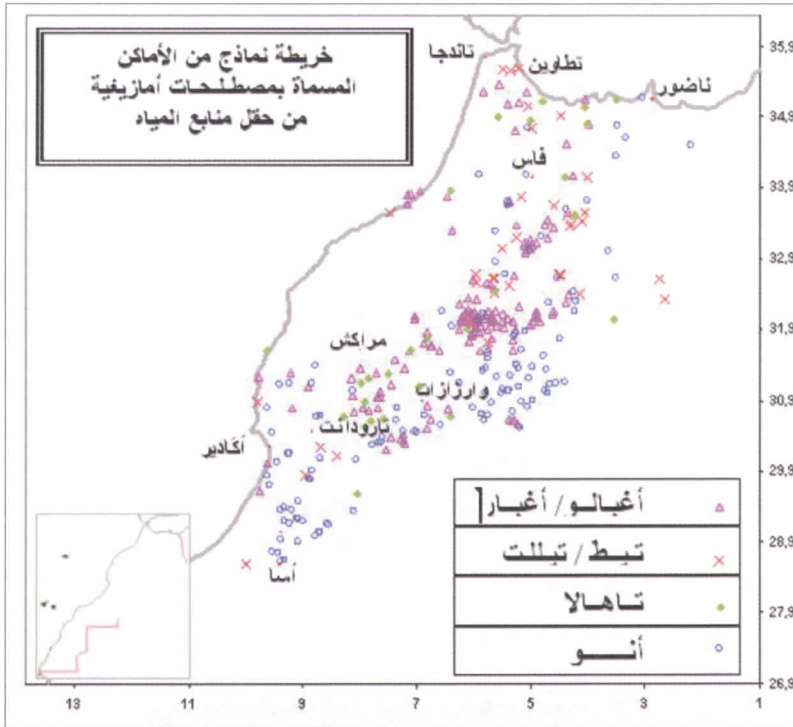 خريطة نماذج من الأماكن
المسماة بمصطلحات أمازيغية
من حقل منابع المياه
تاندجا
تطاوين
ناضور
فاس
مراكش
وارزازات
تارودانت
أكادير
أسا
أغبالو/ أغبار
تيط / تيللت
تاهالا
أنو
35,9
34,9
33,9
32,9
31,9
30,9
29,9
28,9
27,9
26,9
13
11
9
7
5
3
1